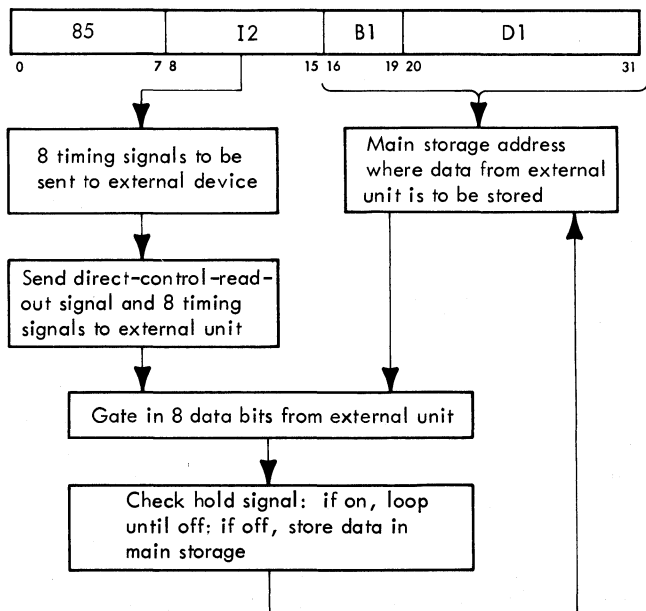 85 I2 B1 D1
0 7 8 15 16 19 20 31
8 timing signals to be
sent to external device
Main storage address
where data from external
unit is to be stored
Send direct-control-read-
out signal and 8 timing
signals to external unit
Gate in 8 data bits from external unit
Check hold signal: if on, loop
until off: if off, store data in
main storage